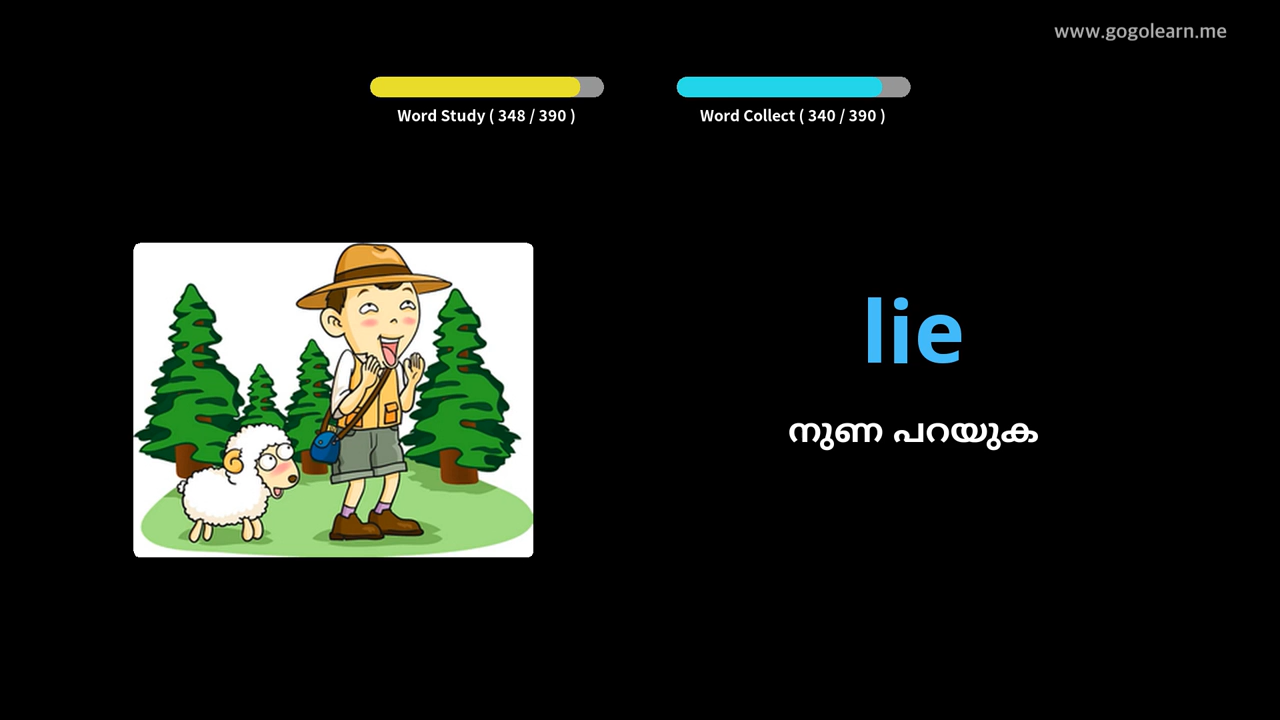 www.gogolearn.me
Word Study ( 348 / 390 )
Word Collect ( 340 / 390 )
lie
നുണ പറയുക